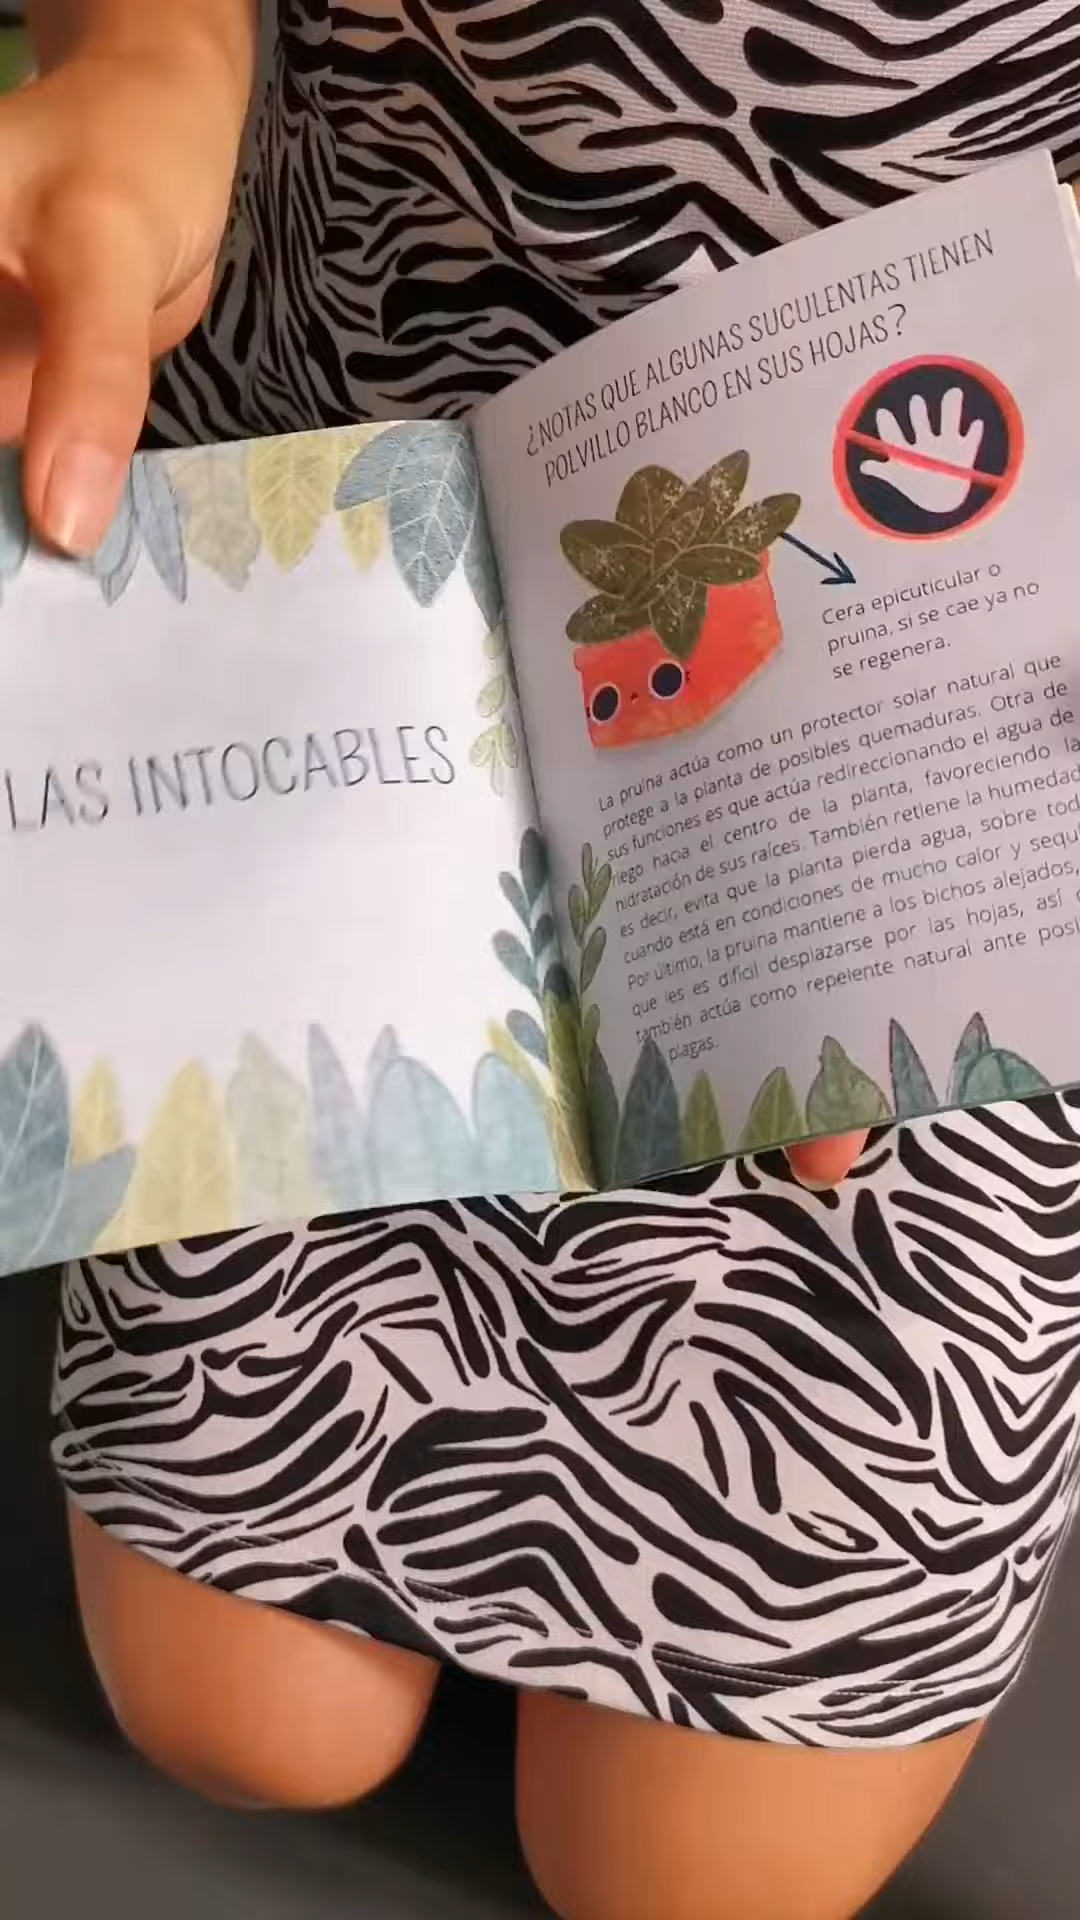 LAS INTOCABLES
¿NOTAS QUE ALGUNAS SUCULENTAS TIENEN
POLVILLO BLANCO EN SUS HOJAS?
Cera epicuticular o
pruina, si se cae ya no
se regenera.
La pruina actúa como un protector solar natural que
protege a la planta de posibles quemaduras. Otra de
sus funciones es que actúa redireccionando el agua de
riego hacia el centro de la planta, favoreciendo la
hidratación de sus raíces. También retiene la humedad
es decir, evita que la planta pierda agua, sobre tod
cuando está en condiciones de mucho calor y sequ
Por último, la pruina mantiene a los bichos alejados,
que les es difícil desplazarse por las hojas, así
también actúa como repelente natural ante posi
plagas.